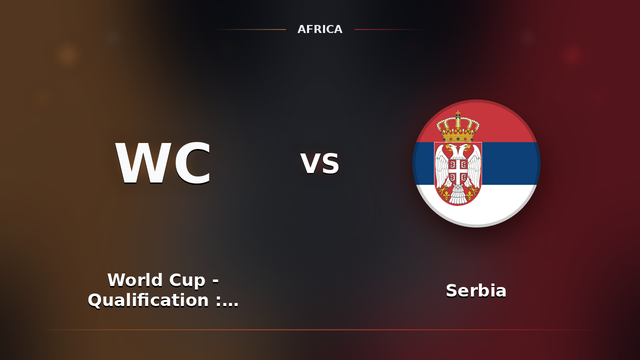 AFRICA
WC
VS
World Cup -
Qualification :...
Serbia